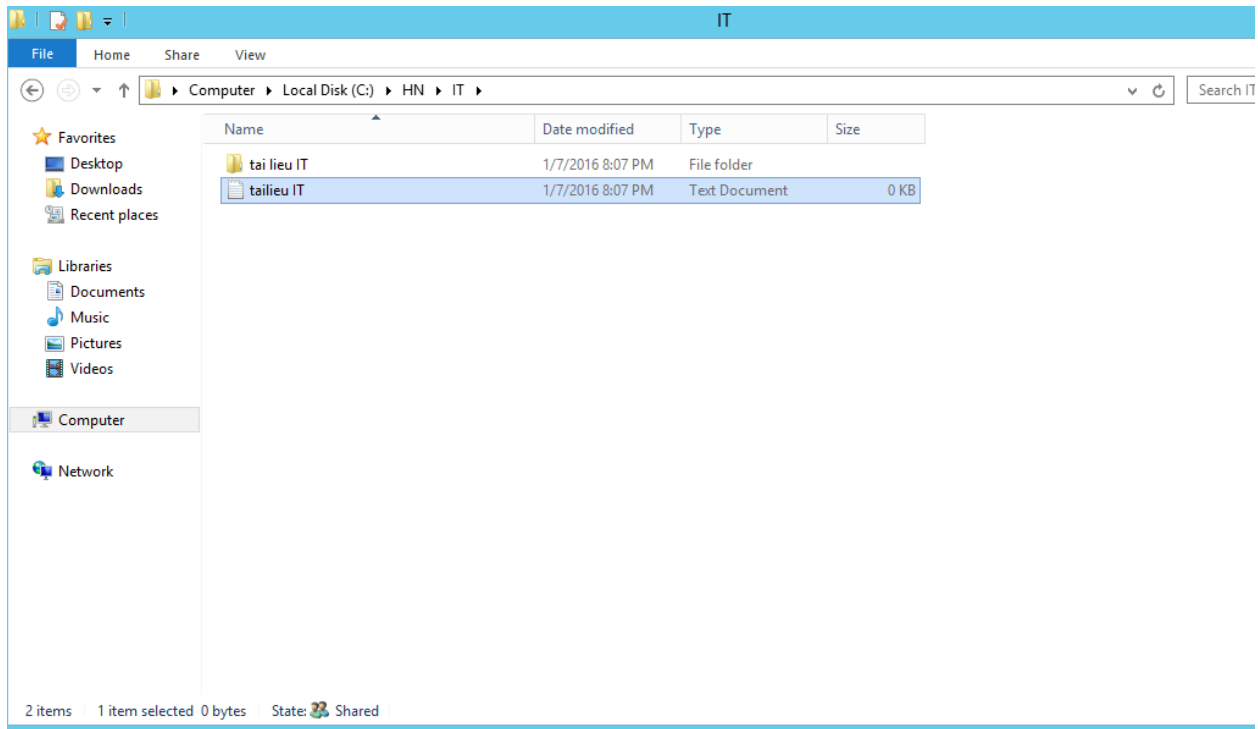 IT
File Home Share View
Computer Local Disk (C:) HN IT Search IT
Name Date modified Type Size
Favorites
Desktop
Downloads
Recent places
Libraries
Documents
Music
Pictures
Videos
Computer
Network
tai lieu IT 1/7/2016 8:07 PM File folder
tailieu IT 1/7/2016 8:07 PM Text Document 0 KB
2 items 1 item selected 0 bytes State: Shared